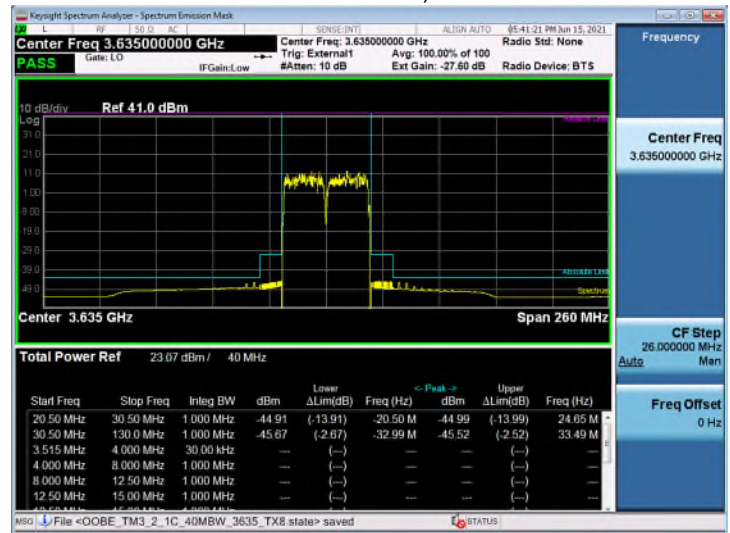 Keysight Spectrum Analyzer - Spectrum Emission Mask
L RF 50 Ω AC SENSE:INT ALIGN AUTO 05:41:21 PM Jun 15, 2021
Center Freq 3.635000000 GHz
Center Freq: 3.635000000 GHz
Radio Std: None
PASS
Gate: LO
IFGain:Low
Trig: External1
Avg: 100.00% of 100
#Atten: 10 dB
Ext Gain: -27.60 dB
Radio Device: BTS
10 dB/div Ref 41.0 dBm
Log
31.0
21.0
11.0
1.00
-9.00
-19.0
-29.0
-39.0
-49.0
Relative Limit
Absolute Limit
Spectrum
Center 3.635 GHz Span 260 MHz
Total Power Ref 23.07 dBm / 40 MHz
Lower <- Peak -> Upper
Start Freq Stop Freq Integ BW dBm ΔLim(dB) Freq (Hz) dBm ΔLim(dB) Freq (Hz)
20.50 MHz 30.50 MHz 1.000 MHz -44.91 (-13.91) -20.50 M -44.99 (-13.99) 24.65 M
30.50 MHz 130.0 MHz 1.000 MHz -45.67 (-2.67) -32.99 M -45.52 (-2.52) 33.49 M
3.515 MHz 4.000 MHz 30.00 kHz --- (---) --- --- (---) ---
4.000 MHz 8.000 MHz 1.000 MHz --- (---) --- --- (---) ---
8.000 MHz 12.50 MHz 1.000 MHz --- (---) --- --- (---) ---
12.50 MHz 15.00 MHz 1.000 MHz --- (---) --- --- (---) ---
MSG File <OOBE_TM3_2_1C_40MBW_3635_TX8.state> saved STATUS
Frequency
Center Freq
3.635000000 GHz
CF Step
26.000000 MHz
Auto Man
Freq Offset
0 Hz